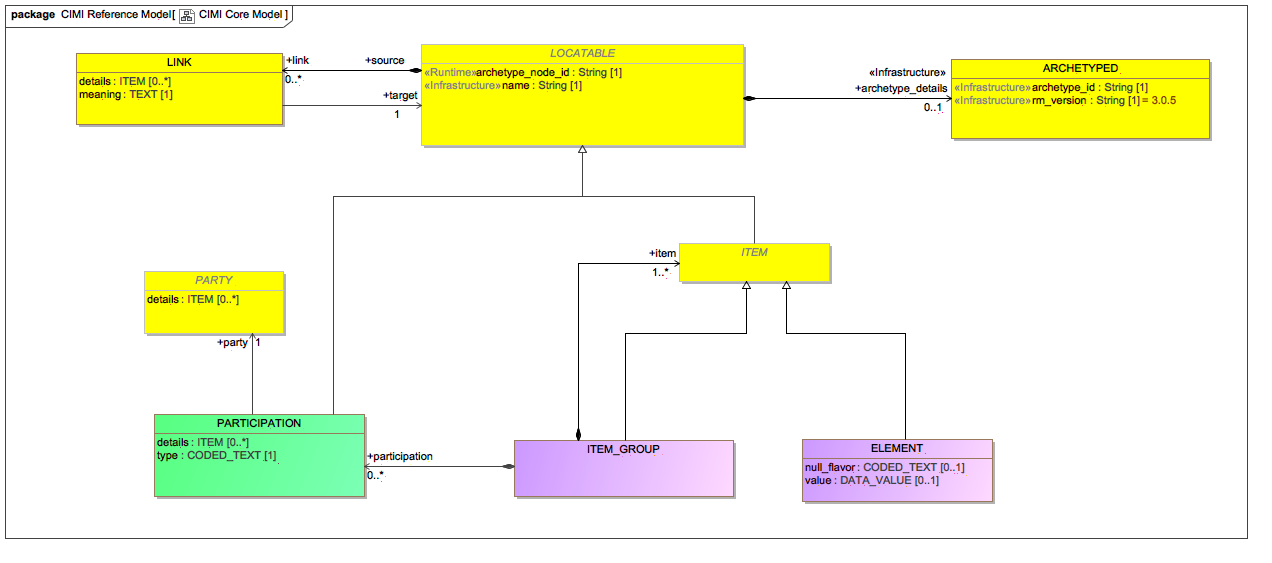 package CIMI Reference Model[ CIMI Core Model ]
LINK
details : ITEM [0..*]
meaning : TEXT [1]
+link
0..*
+source
+target
1
LOCATABLE
«Runtime»archetype_node_id : String [1]
«Infrastructure»name : String [1]
«Infrastructure»
+archetype_details
0..1
ARCHETYPED
«Infrastructure»archetype_id : String [1]
«Infrastructure»rm_version : String [1] = 3.0.5
+item
1..*
ITEM
PARTY
details : ITEM [0..*]
+party
1
PARTICIPATION
details : ITEM [0..*]
type : CODED_TEXT [1]
+participation
0..*
ITEM_GROUP
ELEMENT
null_flavor : CODED_TEXT [0..1]
value : DATA_VALUE [0..1]